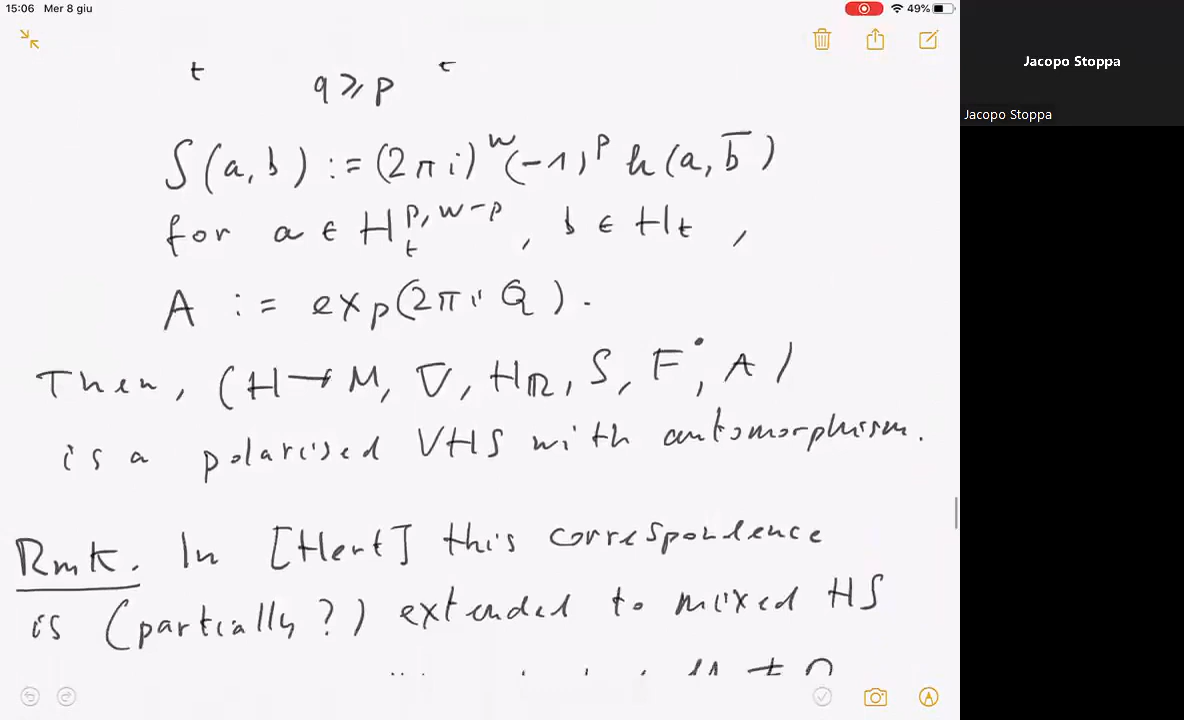 15:06 Mer 8 giu
49%
Jacopo Stoppa
Jacopo Stoppa
t q ⩾ p t
S(a, b) := (2πi)^w (-1)^p h(a, b̄)
for a ∈ H_t^{p, w-p}, b ∈ H_t,
A := exp(2πi Q).
Then, (H → M, ∇, H_ℝ, S, F^•, A)
is a polarised VHS with automorphism.
Rmk. In [Hert] this correspondence
is (partially?) extended to mixed HS